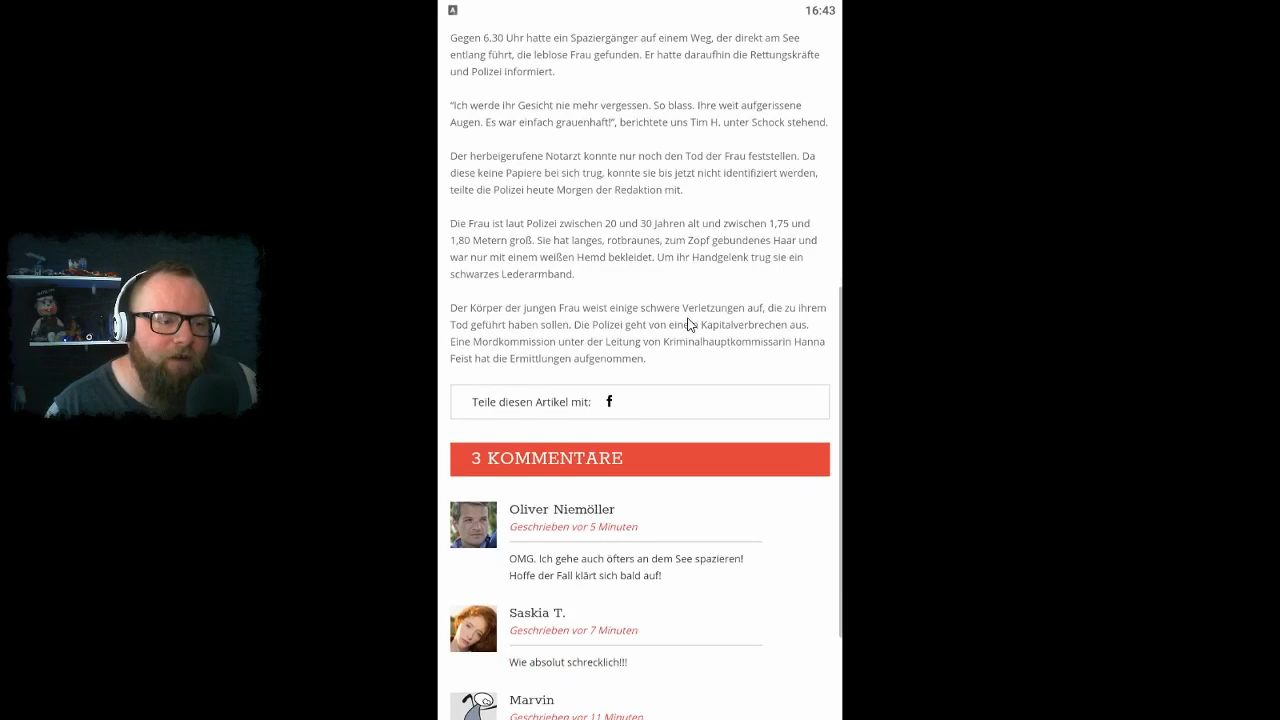 A
16:43
Gegen 6.30 Uhr hatte ein Spaziergänger auf einem Weg, der direkt am See
entlang führt, die leblose Frau gefunden. Er hatte daraufhin die Rettungskräfte
und Polizei informiert.
“Ich werde ihr Gesicht nie mehr vergessen. So blass. Ihre weit aufgerissene
Augen. Es war einfach grauenhaft!”, berichtete uns Tim H. unter Schock stehend.
Der herbeigerufene Notarzt konnte nur noch den Tod der Frau feststellen. Da
diese keine Papiere bei sich trug, konnte sie bis jetzt nicht identifiziert werden,
teilte die Polizei heute Morgen der Redaktion mit.
Die Frau ist laut Polizei zwischen 20 und 30 Jahren alt und zwischen 1,75 und
1,80 Metern groß. Sie hat langes, rotbraunes, zum Zopf gebundenes Haar und
war nur mit einem weißen Hemd bekleidet. Um ihr Handgelenk trug sie ein
schwarzes Lederarmband.
Der Körper der jungen Frau weist einige schwere Verletzungen auf, die zu ihrem
Tod geführt haben sollen. Die Polizei geht von einem Kapitalverbrechen aus.
Eine Mordkommission unter der Leitung von Kriminalhauptkommissarin Hanna
Feist hat die Ermittlungen aufgenommen.
Teile diesen Artikel mit:
3 KOMMENTARE
Oliver Niemöller
Geschrieben vor 5 Minuten
OMG. Ich gehe auch öfters an dem See spazieren!
Hoffe der Fall klärt sich bald auf!
Saskia T.
Geschrieben vor 7 Minuten
Wie absolut schrecklich!!!
Marvin
Geschrieben vor 11 Minuten